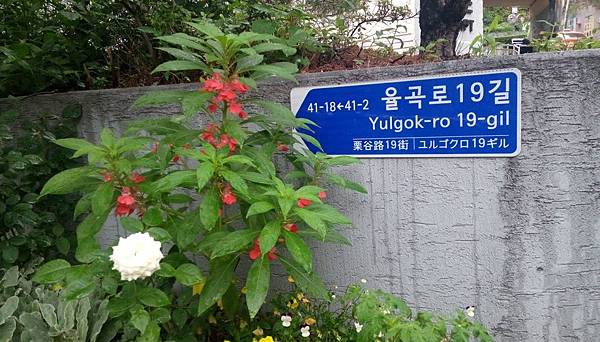 41-18←41-2 율곡로19길
Yulgok-ro 19-gil
栗谷路19街 | ユルゴクロ19ギル